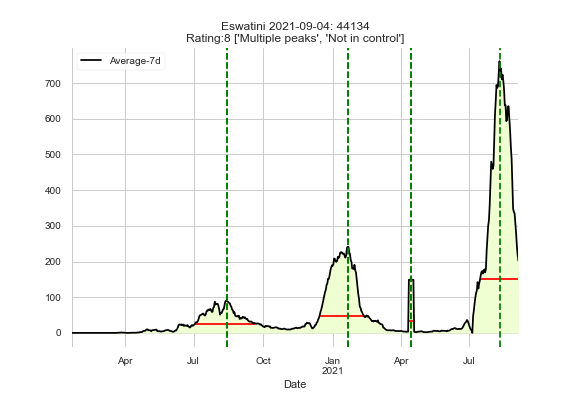 Eswatini 2021-09-04: 44134
Rating:8 ['Multiple peaks', 'Not in control']
Average-7d
700
600
500
400
300
200
100
0
Apr Jul Oct Jan Apr Jul
2021
Date